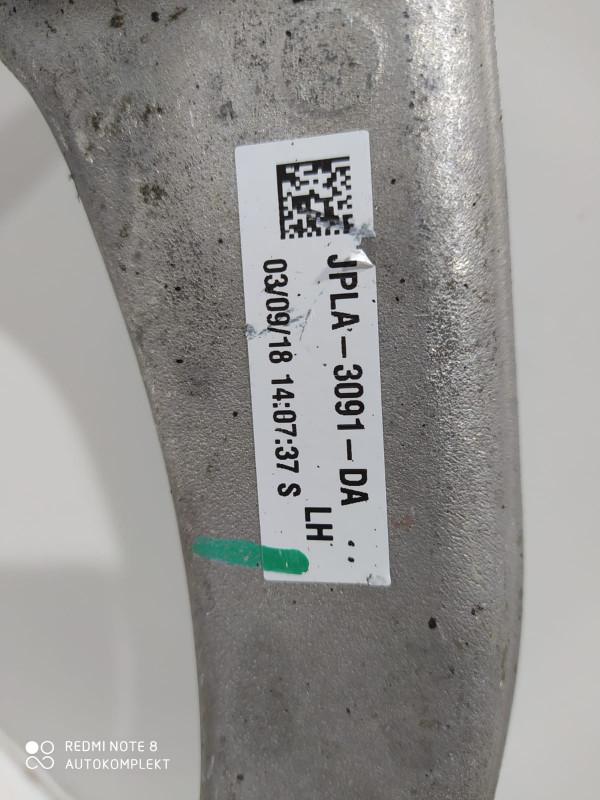 JPLA-3091-DA ..
LH
03/09/18 14:07:37 S
REDMI NOTE 8
AUTOKOMPLEKT